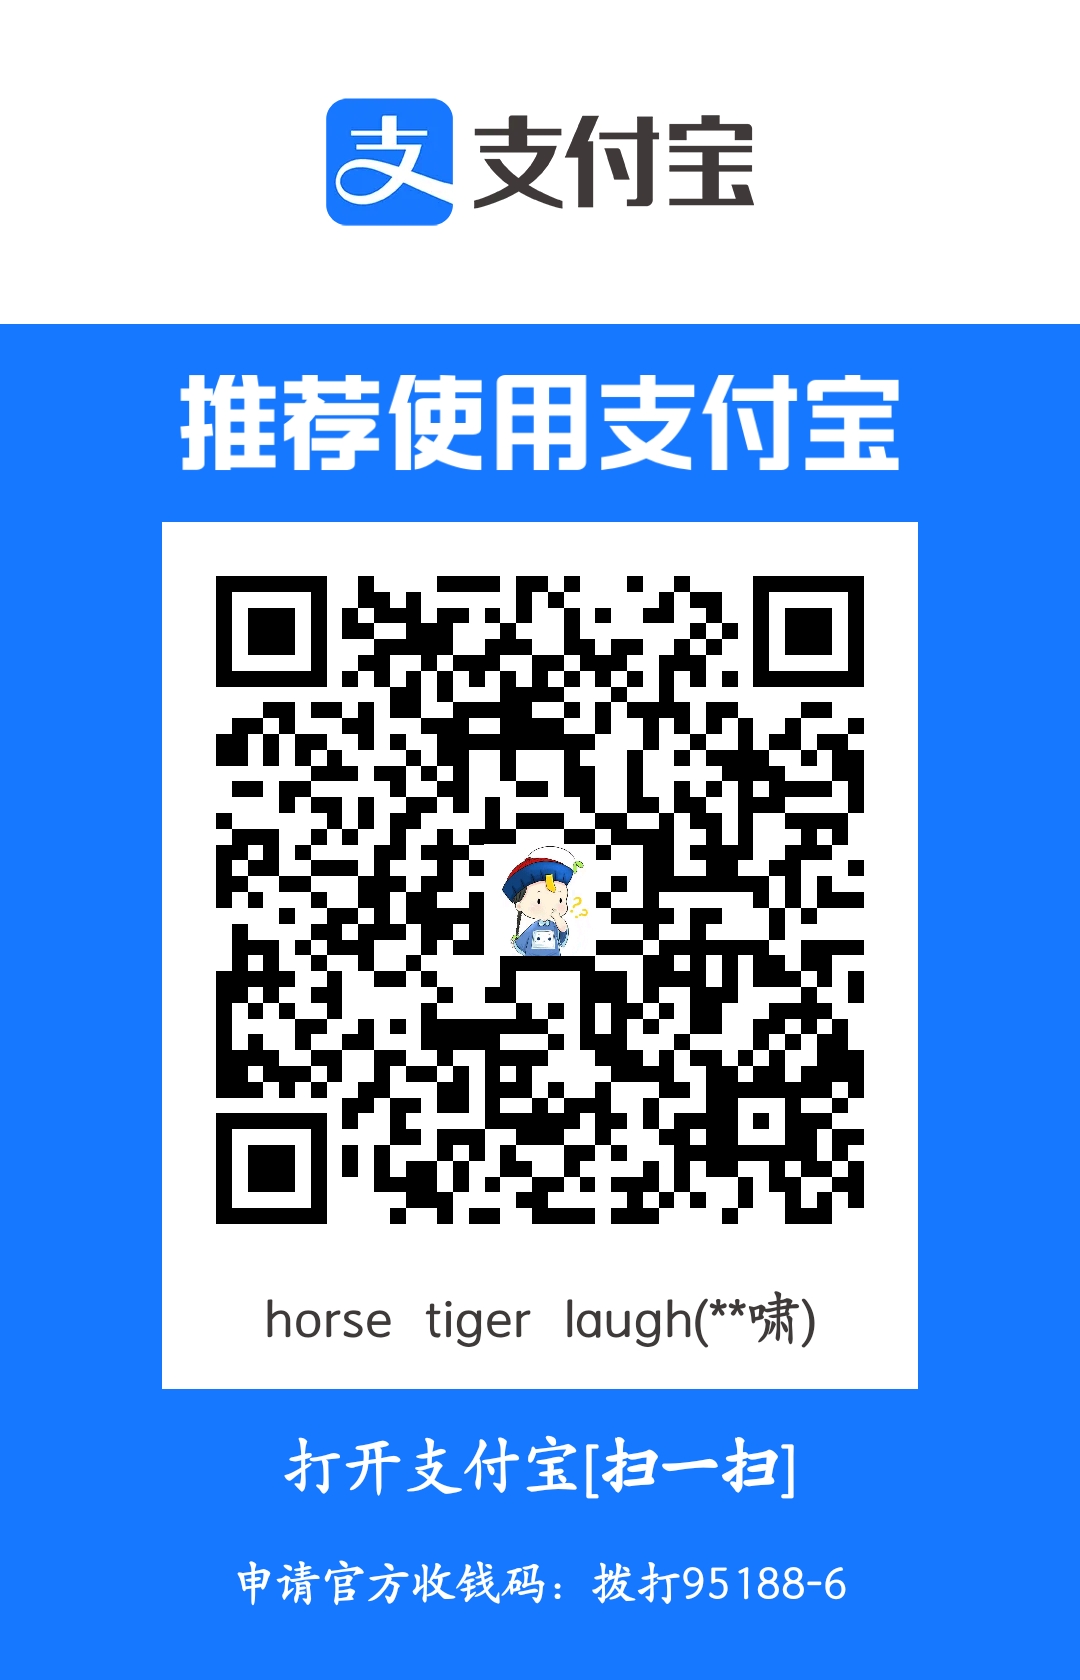 支付宝
推荐使用支付宝
horse tiger laugh(**啸)
打开支付宝[扫一扫]
申请官方收钱码：拨打95188-6